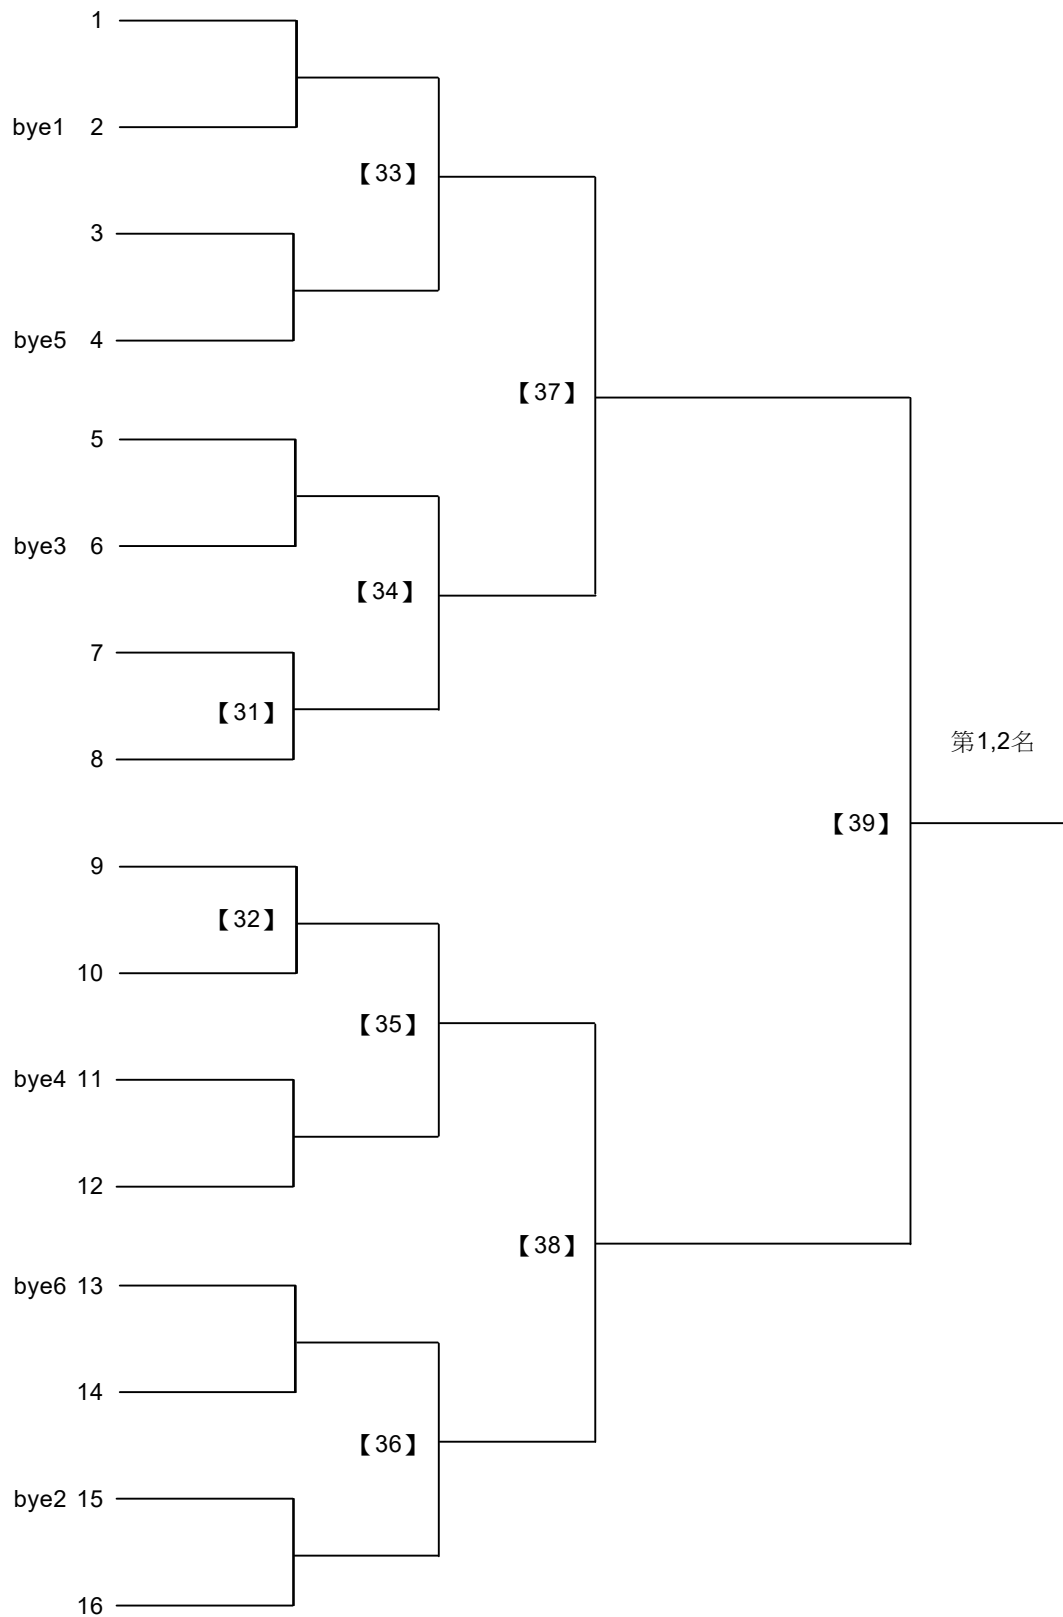 1
bye1 2
【33】
3
bye5 4
【37】
5
bye3 6
【34】
7
【31】
第1,2名
8
【39】
9
【32】
10
【35】
bye4 11
12
【38】
bye6 13
14
【36】
bye2 15
16